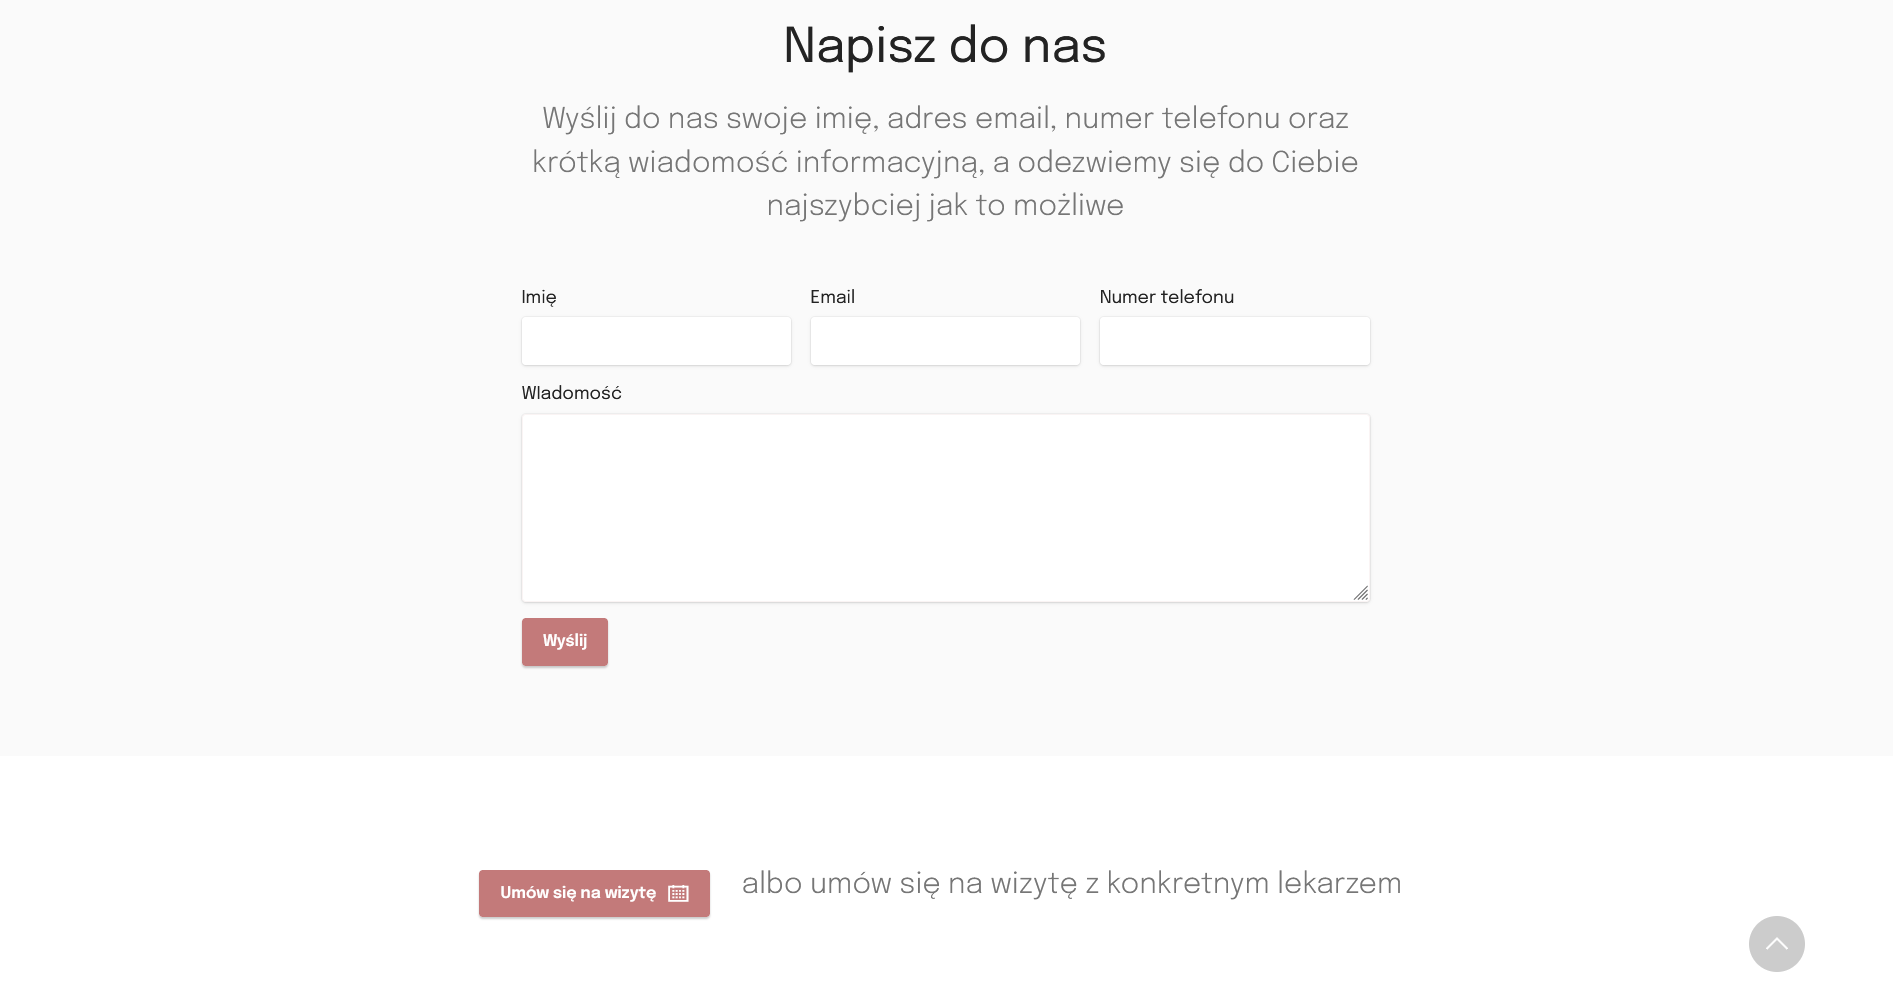 Napisz do nas
Wyślij do nas swoje imię, adres email, numer telefonu oraz
krótką wiadomość informacyjną, a odezwiemy się do Ciebie
najszybciej jak to możliwe
Imię
Email
Numer telefonu
WIadomość
Wyślij
Umów się na wizytę
albo umów się na wizytę z konkretnym lekarzem